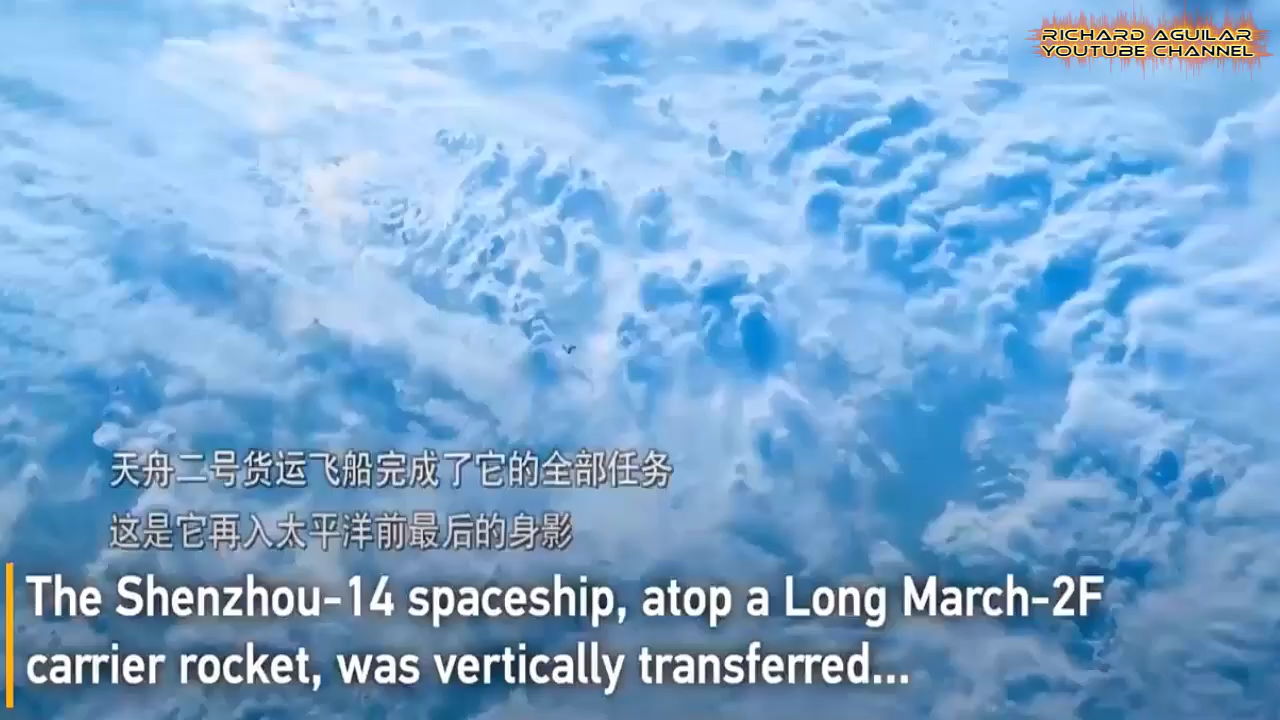 RICHARD AGUILAR
YOUTUBE CHANNEL
天舟二号货运飞船完成了它的全部任务
这是它再入太平洋前最后的身影
The Shenzhou-14 spaceship, atop a Long March-2F
carrier rocket, was vertically transferred...